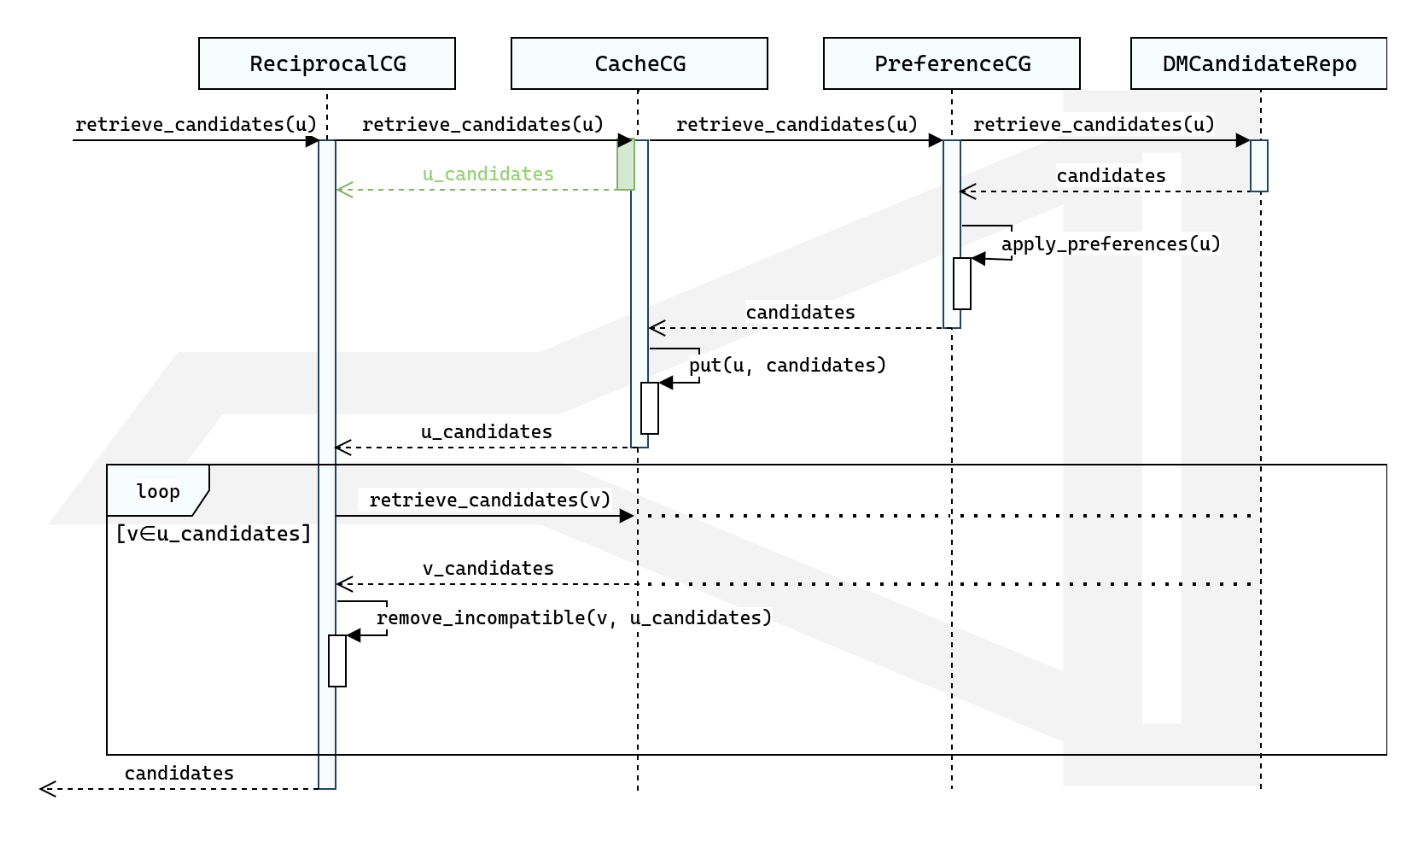 ReciprocalCG
CacheCG
PreferenceCG
DMCandidateRepo
retrieve_candidates(u)
retrieve_candidates(u)
retrieve_candidates(u)
retrieve_candidates(u)
u_candidates
candidates
apply_preferences(u)
candidates
put(u, candidates)
u_candidates
loop
retrieve_candidates(v)
[v∈u_candidates]
v_candidates
remove_incompatible(v, u_candidates)
candidates